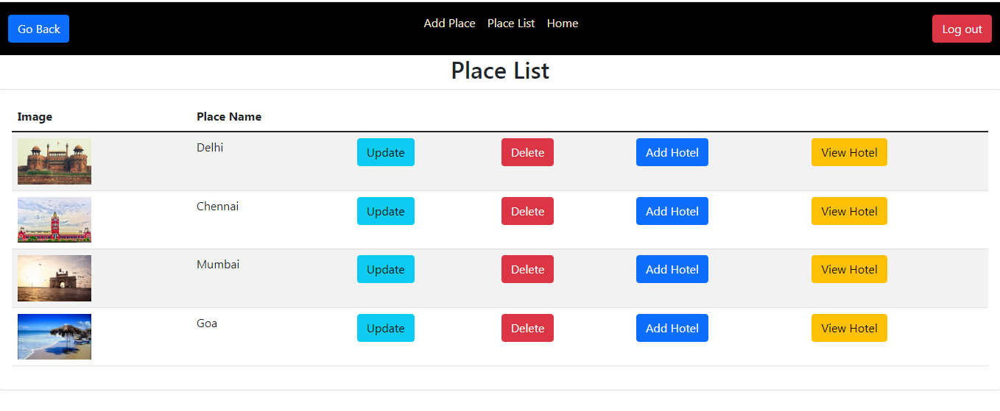 Go Back Add Place Place List Home Log out
Place List
Image Place Name
Delhi Update Delete Add Hotel View Hotel
Chennai Update Delete Add Hotel View Hotel
Mumbai Update Delete Add Hotel View Hotel
Goa Update Delete Add Hotel View Hotel